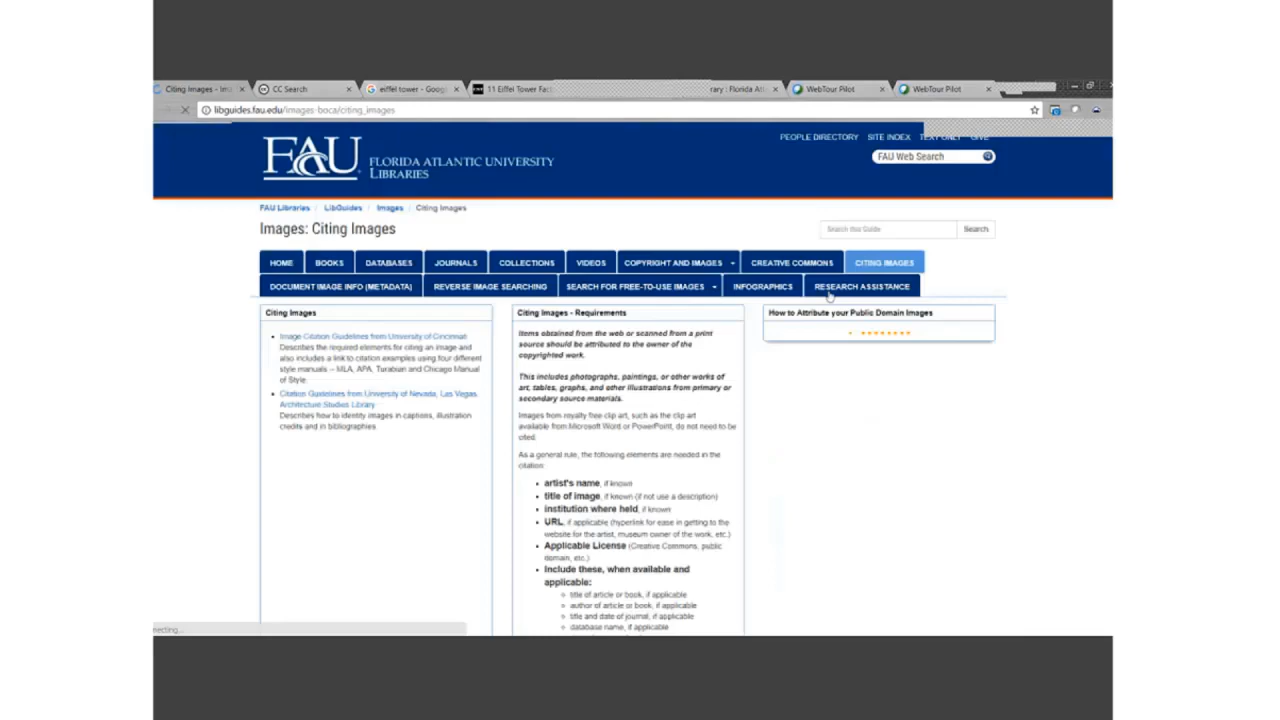 Citing Images - Im
CC Search
eiffel tower - Goog
11 Eiffel Tower Fac
rary : Florida At
WebTour Pilot
WebTour Pilot
libguides.fau.edu/images-boca/citing_images
PEOPLE DIRECTORY
SITE INDEX
TEXT ONLY
GIVE
FAU
FLORIDA ATLANTIC UNIVERSITY
LIBRARIES
FAU Web Search
FAU Libraries / LibGuides / Images / Citing Images
Images: Citing Images
Search this Guide
Search
HOME
BOOKS
DATABASES
JOURNALS
COLLECTIONS
VIDEOS
COPYRIGHT AND IMAGES
CREATIVE COMMONS
CITING IMAGES
DOCUMENT IMAGE INFO (METADATA)
REVERSE IMAGE SEARCHING
SEARCH FOR FREE-TO-USE IMAGES
INFOGRAPHICS
RESEARCH ASSISTANCE
Citing Images
Image Citation Guidelines from University of Cincinnati
Describes the required elements for citing an image and
also includes a link to citation examples using four different
style manuals -- MLA, APA, Turabian and Chicago Manual
of Style.
Citation Guidelines from University of Nevada, Las Vegas
Architecture Studies Library
Describes how to identify images in captions, illustration
credits and in bibliographies.
Citing Images - Requirements
Items obtained from the web or scanned from a print
source should be attributed to the owner of the
copyrighted work.
This includes photographs, paintings, or other works of
art, tables, graphs, and other illustrations from primary or
secondary source materials.
Images from royalty free clip art, such as the clip art
available from Microsoft Word or PowerPoint, do not need to be
cited.
As a general rule, the following elements are needed in the
citation:
artist's name, if known
title of image, if known (if not use a description)
institution where held, if known
URL, if applicable (hyperlink for ease in getting to the
website for the artist, museum owner of the work, etc.)
Applicable License (Creative Commons, public
domain, etc.)
Include these, when available and
applicable:
title of article or book, if applicable
author of article or book, if applicable
title and date of journal, if applicable
database name, if applicable
How to Attribute your Public Domain Images
necting...